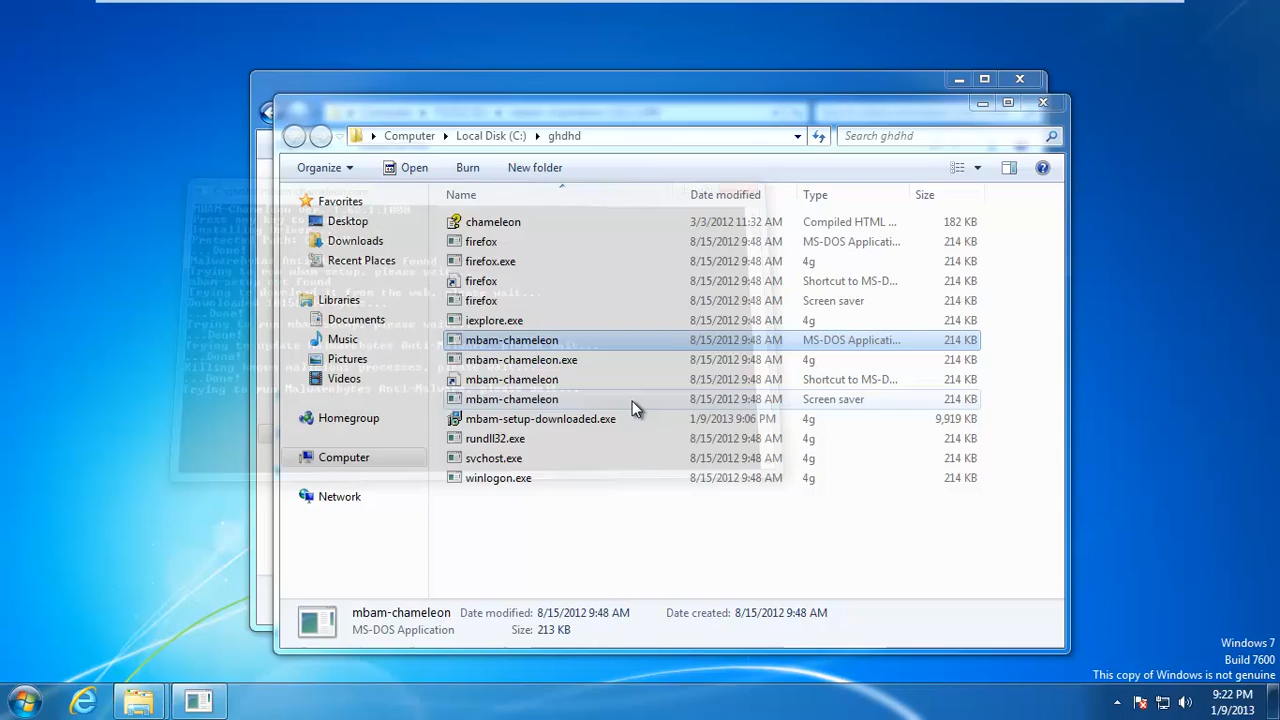 Computer Local Disk (C:) ghdhd
Search ghdhd
Organize Open Burn New folder
Name Date modified Type Size
Favorites
Desktop
Downloads
Recent Places
Libraries
Documents
Music
Pictures
Videos
Homegroup
Computer
Network
chameleon 3/3/2012 11:32 AM Compiled HTML ... 182 KB
firefox 8/15/2012 9:48 AM MS-DOS Applicati... 214 KB
firefox.exe 8/15/2012 9:48 AM 4g 214 KB
firefox 8/15/2012 9:48 AM Shortcut to MS-D... 214 KB
firefox 8/15/2012 9:48 AM Screen saver 214 KB
iexplore.exe 8/15/2012 9:48 AM 4g 214 KB
mbam-chameleon 8/15/2012 9:48 AM MS-DOS Applicati... 214 KB
mbam-chameleon.exe 8/15/2012 9:48 AM 4g 214 KB
mbam-chameleon 8/15/2012 9:48 AM Shortcut to MS-D... 214 KB
mbam-chameleon 8/15/2012 9:48 AM Screen saver 214 KB
mbam-setup-downloaded.exe 1/9/2013 9:06 PM 4g 9,919 KB
rundll32.exe 8/15/2012 9:48 AM 4g 214 KB
svchost.exe 8/15/2012 9:48 AM 4g 214 KB
winlogon.exe 8/15/2012 9:48 AM 4g 214 KB
mbam-chameleon Date modified: 8/15/2012 9:48 AM Date created: 8/15/2012 9:48 AM
MS-DOS Application Size: 213 KB
Windows 7
Build 7600
This copy of Windows is not genuine
9:22 PM
1/9/2013